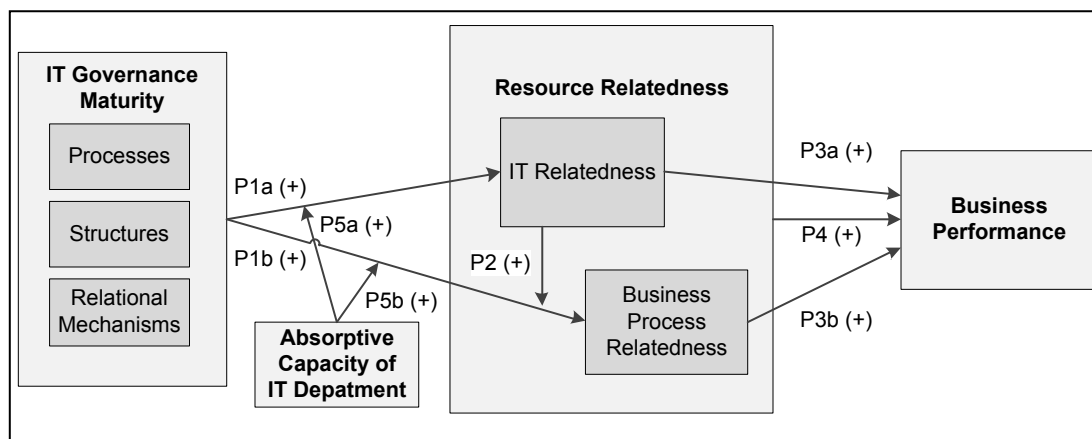 IT Governance
Maturity
Processes
Structures
Relational
Mechanisms
P1a (+)
P1b (+)
P5a (+)
P5b (+)
Absorptive
Capacity of
IT Depatment
Resource Relatedness
IT Relatedness
P2 (+)
Business
Process
Relatedness
P3a (+)
P4 (+)
P3b (+)
Business
Performance